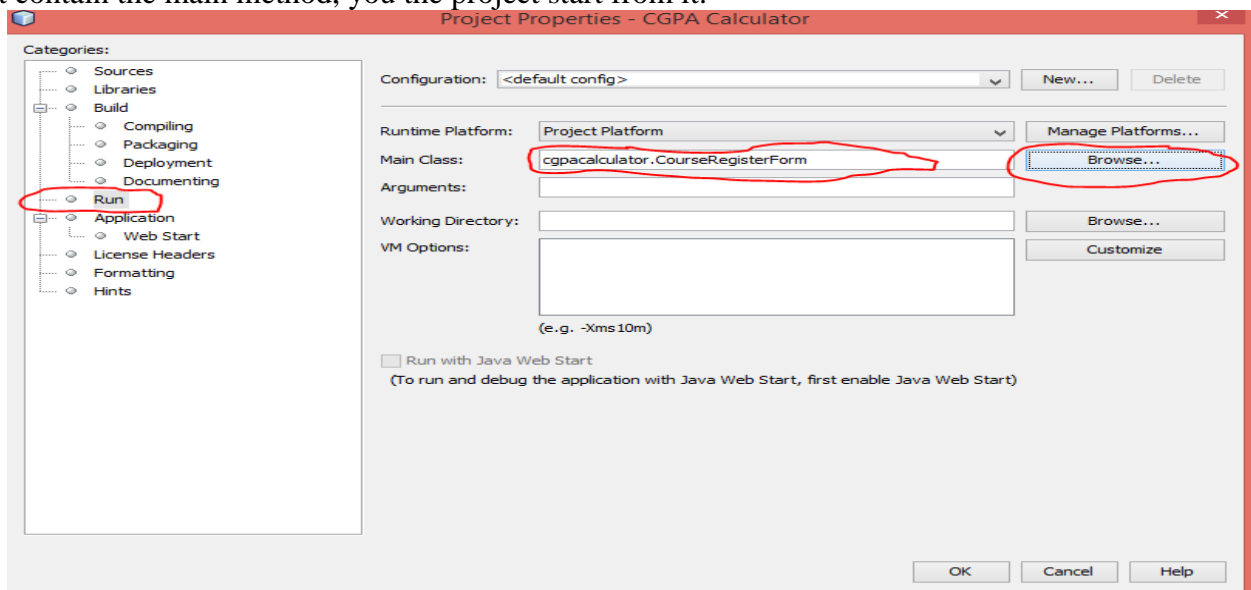 contain the main method, you the project start from it.
Project Properties - CGPA Calculator
Categories:
Sources
Libraries
Build
Compiling
Packaging
Deployment
Documenting
Run
Application
Web Start
License Headers
Formatting
Hints
Configuration: <default config> New... Delete
Runtime Platform: Project Platform Manage Platforms...
Main Class: cgpacalculator.CourseRegisterForm Browse...
Arguments:
Working Directory: Browse...
VM Options: Customize
(e.g. -Xms10m)
Run with Java Web Start
(To run and debug the application with Java Web Start, first enable Java Web Start)
OK Cancel Help